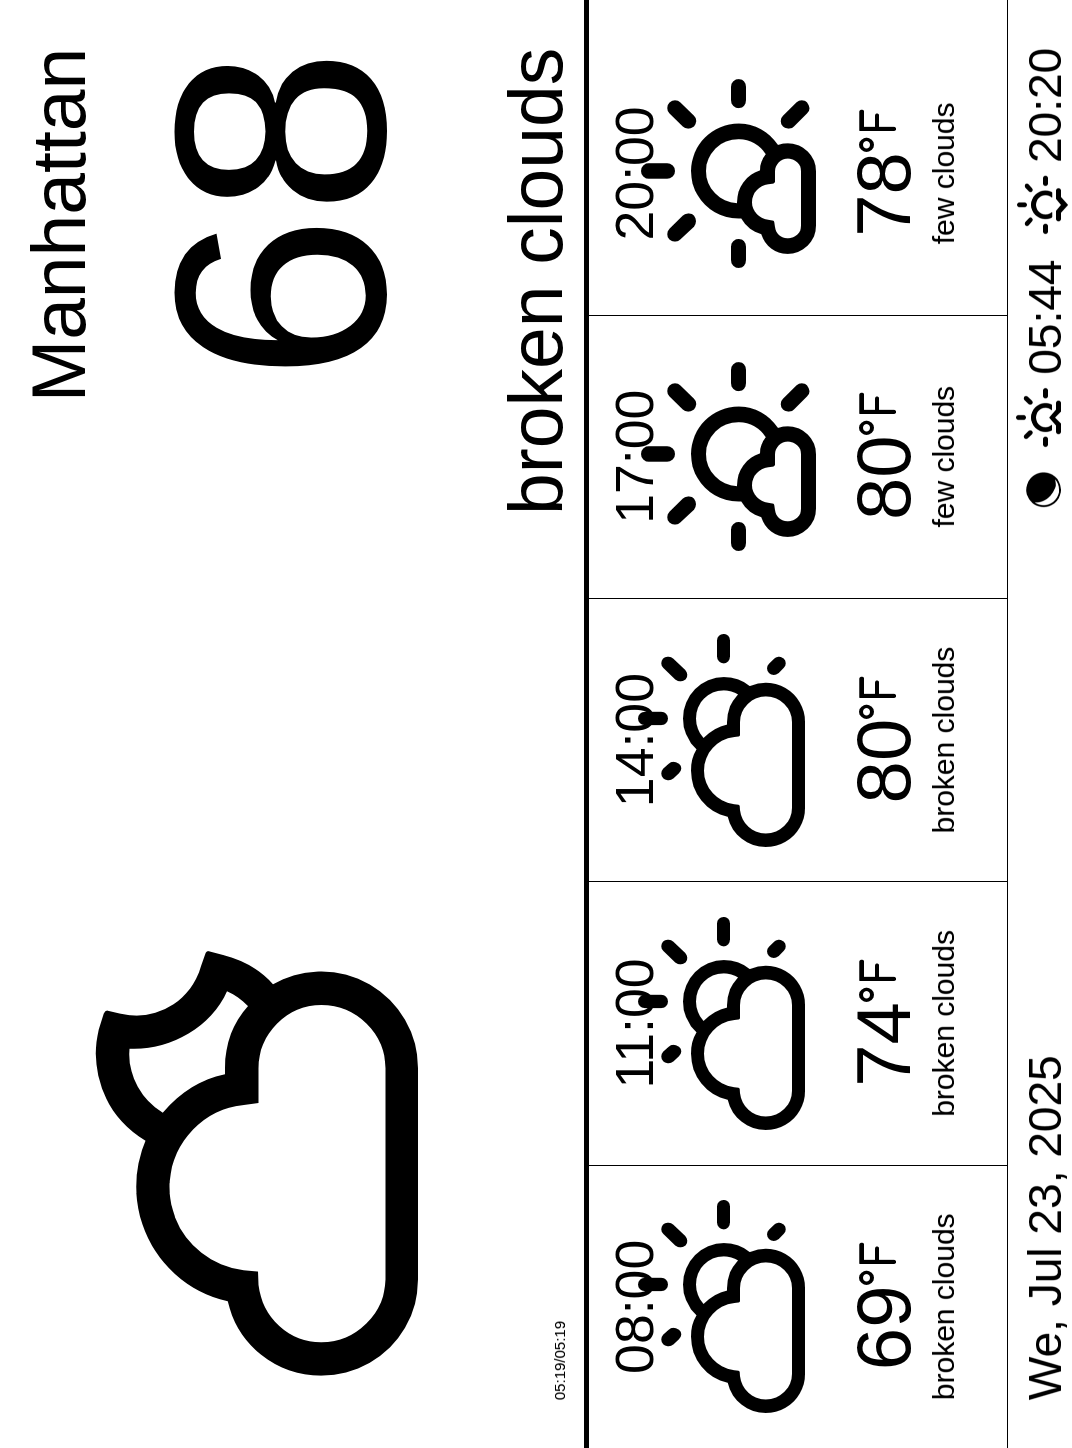 Manhattan
68
broken clouds
05:19/05:19
08:00 11:00 14:00 17:00 20:00
69°F 74°F 80°F 80°F 78°F
broken clouds broken clouds broken clouds few clouds few clouds
We, Jul 23, 2025 05:44 20:20